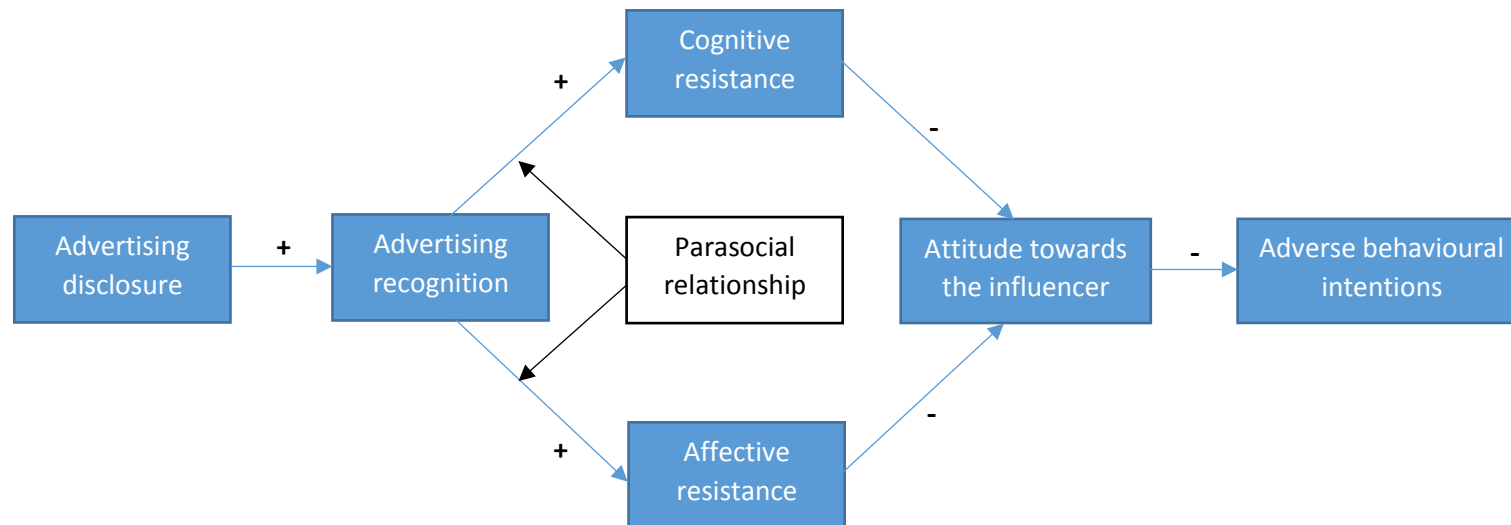 Cognitive
resistance
+
-
Advertising
disclosure
+
Advertising
recognition
Parasocial
relationship
Attitude towards
the influencer
-
Adverse behavioural
intentions
+
-
Affective
resistance